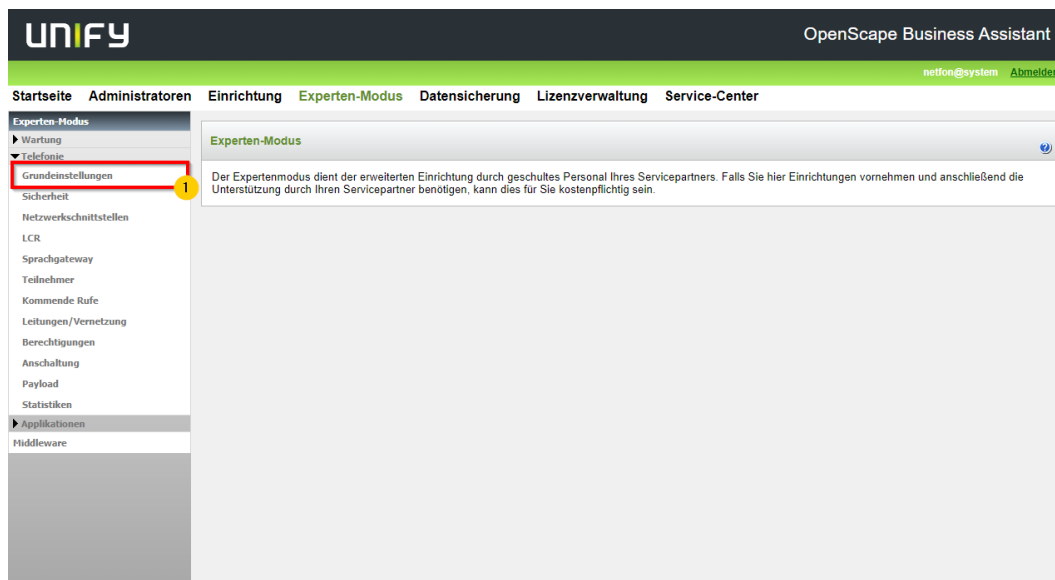 UNIFY
OpenScape Business Assistant
netfon@system Abmelden
Startseite Administratoren Einrichtung Experten-Modus Datensicherung Lizenzverwaltung Service-Center
Experten-Modus
Wartung
Telefonie
Grundeinstellungen
1
Sicherheit
Netzwerkschnittstellen
LCR
Sprachgateway
Teilnehmer
Kommende Rufe
Leitungen/Vernetzung
Berechtigungen
Anschaltung
Payload
Statistiken
Applikationen
Middleware
Experten-Modus
?
Der Expertenmodus dient der erweiterten Einrichtung durch geschultes Personal Ihres Servicepartners. Falls Sie hier Einrichtungen vornehmen und anschließend die
Unterstützung durch Ihren Servicepartner benötigen, kann dies für Sie kostenpflichtig sein.